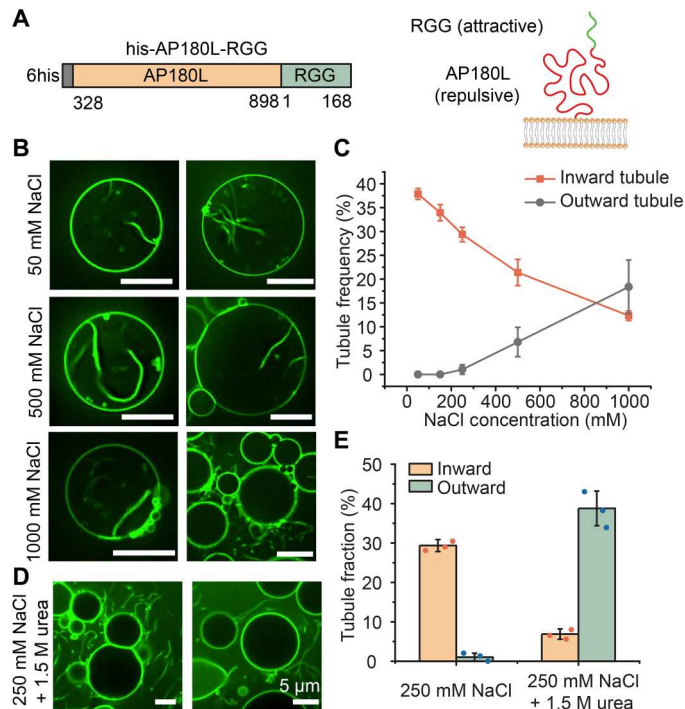 A
his-AP180L-RGG
6his
AP180L
RGG
328
898
1
168
RGG (attractive)
AP180L
(repulsive)
B
50 mM NaCl
500 mM NaCl
1000 mM NaCl
C
Inward tubule
Outward tubule
Tubule frequency (%)
40
35
30
25
20
15
10
5
0
0 200 400 600 800 1000
NaCl concentration (mM)
D
250 mM NaCl
+ 1.5 M urea
5 μm
E
Inward
Outward
Tubule fraction (%)
50
40
30
20
10
0
250 mM NaCl
250 mM NaCl
+ 1.5 M urea